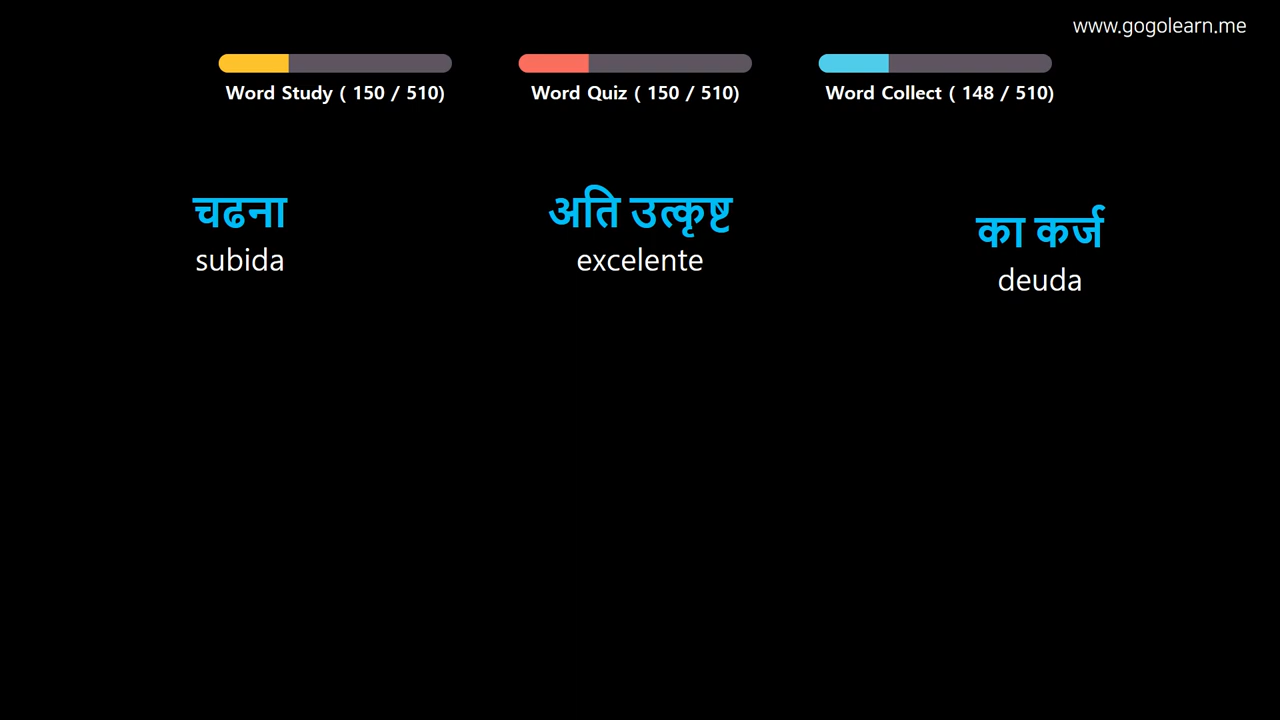 www.gogolearn.me
Word Study ( 150 / 510)
Word Quiz ( 150 / 510)
Word Collect ( 148 / 510)
चढना
subida
अति उत्कृष्ट
excelente
का कर्ज
deuda